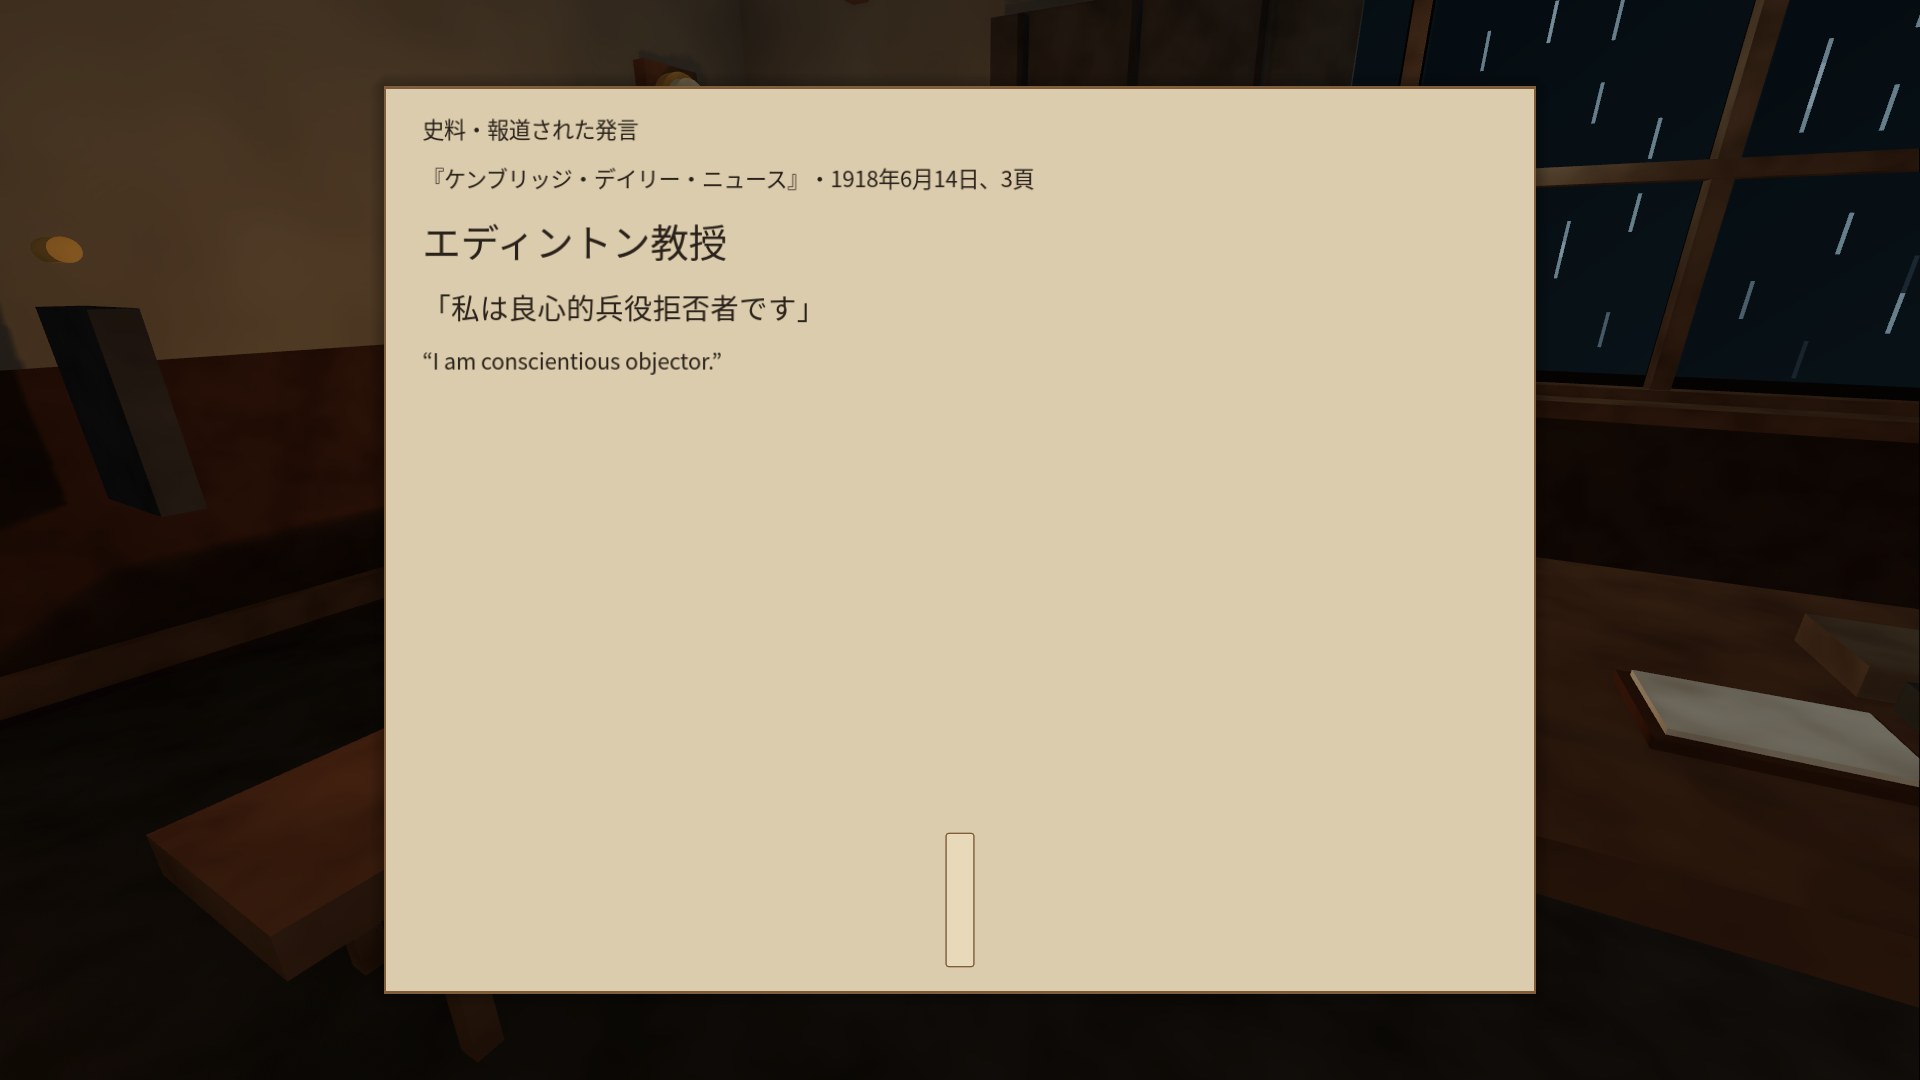 史料・報道された発言
『ケンブリッジ・デイリー・ニュース』・1918年6月14日、3頁
エディントン教授
「私は良心的兵役拒否者です」
“I am conscientious objector.”